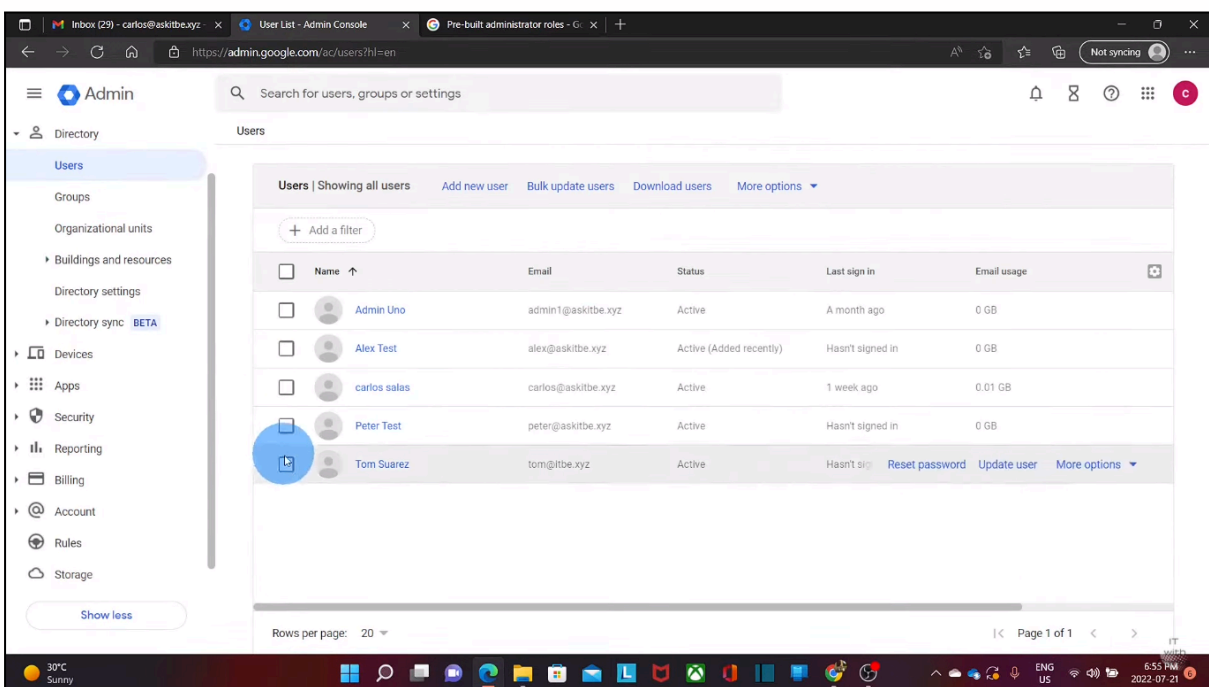 Inbox (29) - carlos@askitbe.xyz -
User List - Admin Console
Pre-built administrator roles - Go
https://admin.google.com/ac/users?hl=en
Not syncing
Admin
Search for users, groups or settings
C
Directory
Users
Users
Groups
Organizational units
Buildings and resources
Directory settings
Directory sync BETA
Devices
Apps
Security
Reporting
Billing
Account
Rules
Storage
Show less
Users | Showing all users Add new user Bulk update users Download users More options
Add a filter
Name Email Status Last sign in Email usage
Admin Uno admin1@askitbe.xyz Active A month ago 0 GB
Alex Test alex@askitbe.xyz Active (Added recently) Hasn't signed in 0 GB
carlos salas carlos@askitbe.xyz Active 1 week ago 0.01 GB
Peter Test peter@askitbe.xyz Active Hasn't signed in 0 GB
Tom Suarez tom@itbe.xyz Active Hasn't sig Reset password Update user More options
Rows per page: 20 Page 1 of 1
IT
with
30°C
Sunny
ENG
US
6:55 PM
2022-07-21
6